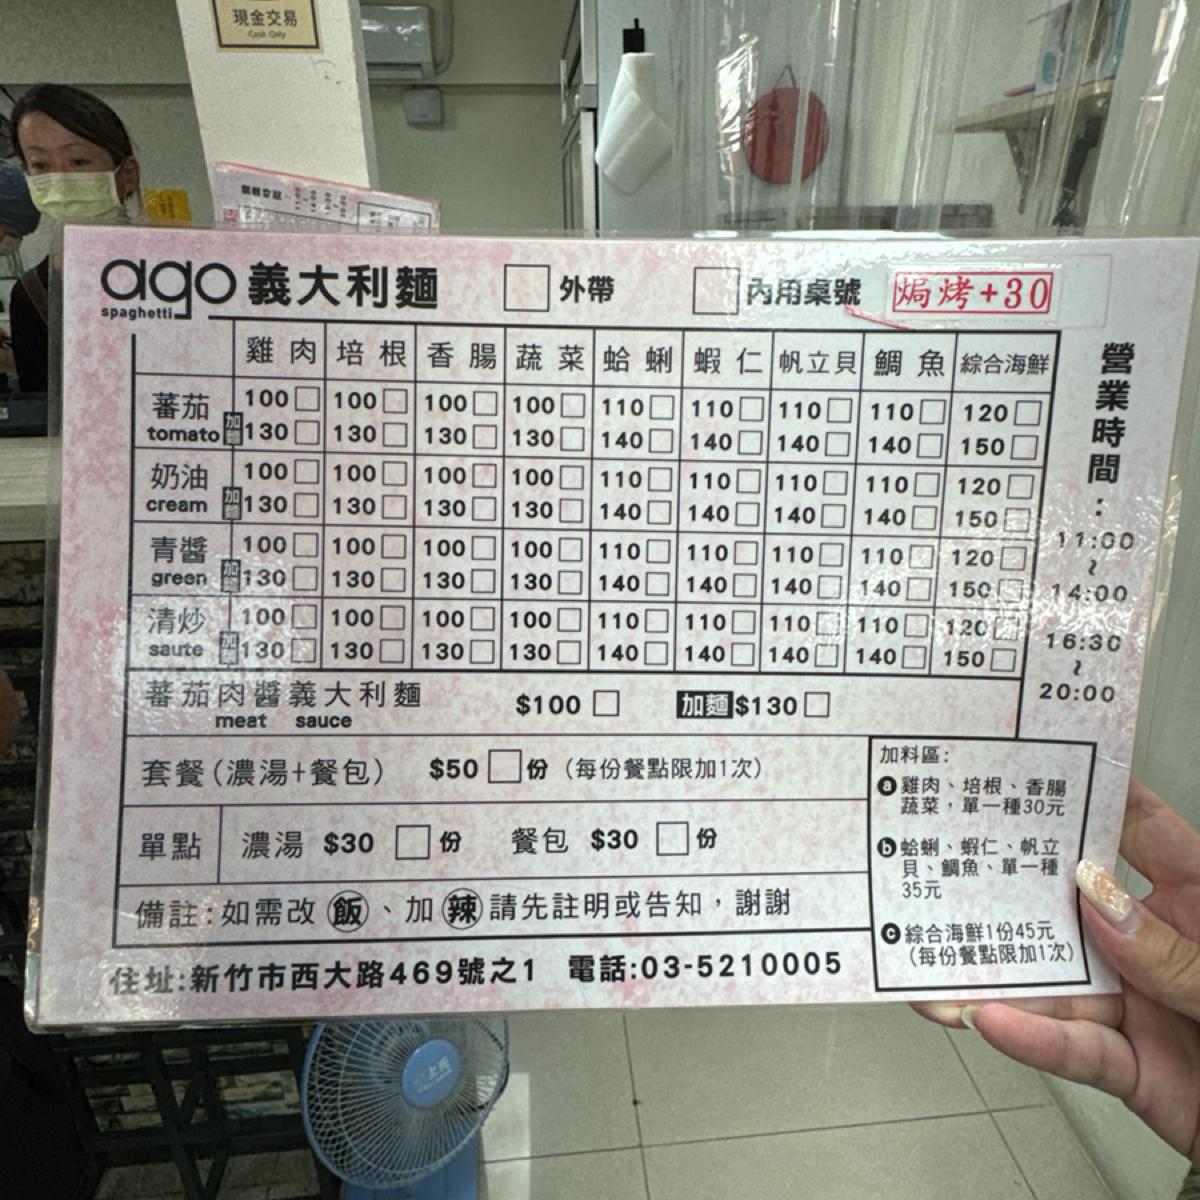 現金交易
Cash Only
ago 義大利麵
spaghetti
外帶
內用桌號
焗烤+30
雞肉 培根 香腸 蔬菜 蛤蜊 蝦仁 帆立貝 鯛魚 綜合海鮮
蕃茄 100 100 100 100 110 110 110 110 120
tomato 加麵 130 130 130 130 140 140 140 140 150
奶油 100 100 100 100 110 110 110 110 120
cream 加麵 130 130 130 130 140 140 140 140 150
青醬 100 100 100 100 110 110 110 110 120
green 加麵 130 130 130 130 140 140 140 140 150
清炒 100 100 100 100 110 110 110 110 120
saute 加麵 130 130 130 130 140 140 140 140 150
蕃茄肉醬義大利麵 $100 加麵 $130
meat sauce
套餐(濃湯+餐包) $50 份 (每份餐點限加1次)
單點 濃湯 $30 份 餐包 $30 份
備註:如需改飯、加辣請先註明或告知,謝謝
住址:新竹市西大路469號之1 電話:03-5210005
營業時間:
11:00
~
14:00
16:30
~
20:00
加料區:
a 雞肉、培根、香腸
蔬菜,單一種30元
b 蛤蜊、蝦仁、帆立
貝、鯛魚、單一種
35元
c 綜合海鮮1份45元
(每份餐點限加1次)